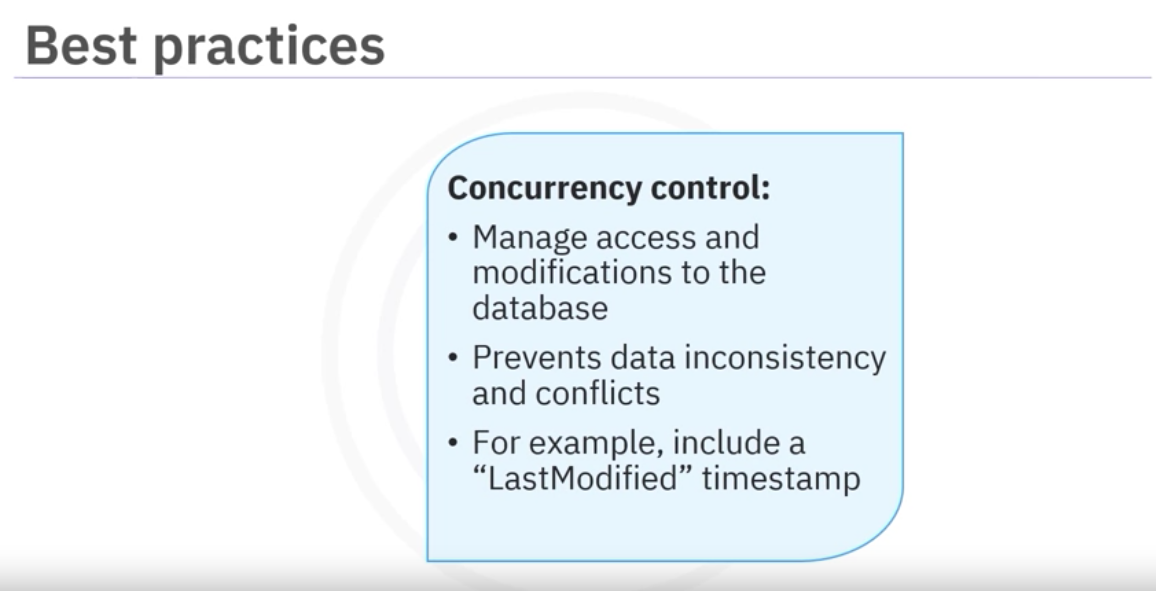 Best practices
Concurrency control:
• Manage access and
modifications to the
database
• Prevents data inconsistency
and conflicts
• For example, include a
“LastModified” timestamp